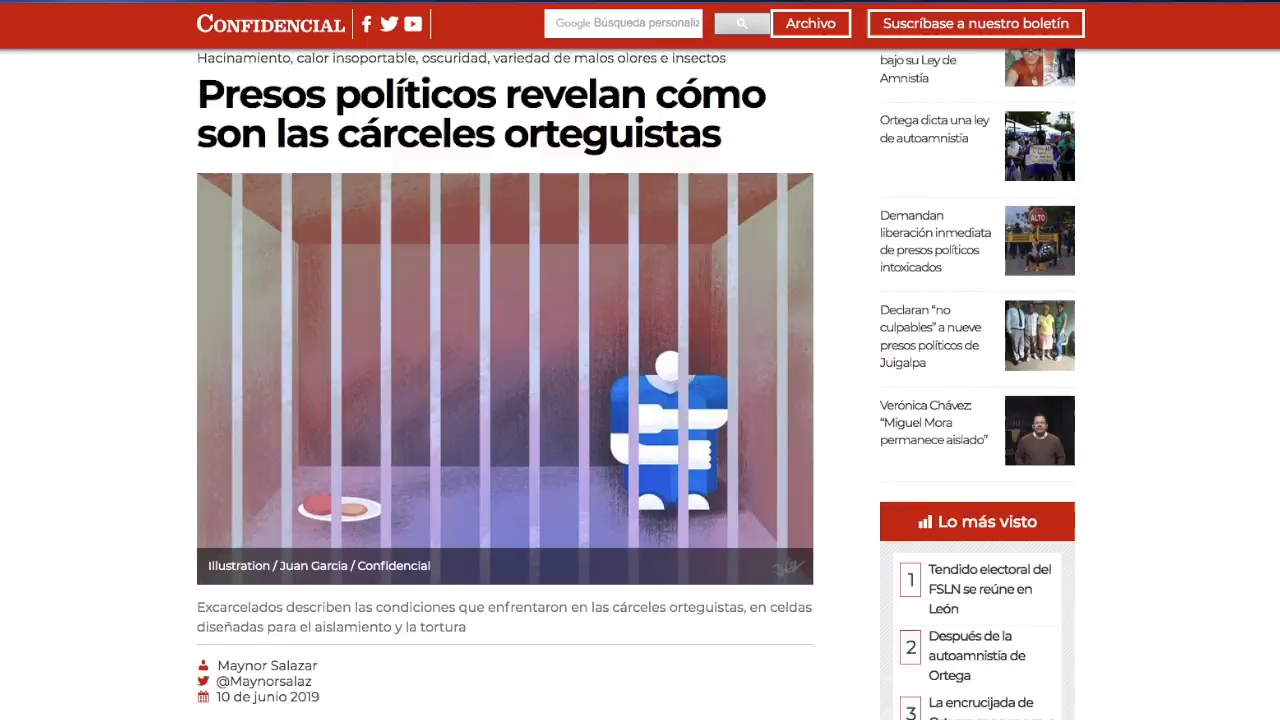 CONFIDENCIAL
Google Búsqueda personaliz
Archivo
Suscríbase a nuestro boletín
Hacinamiento, calor insoportable, oscuridad, variedad de malos olores e insectos
Presos políticos revelan cómo
son las cárceles orteguistas
Illustration / Juan Garcia / Confidencial
Excarcelados describen las condiciones que enfrentaron en las cárceles orteguistas, en celdas
diseñadas para el aislamiento y la tortura
Maynor Salazar
@Maynorsalaz
10 de junio 2019
bajo su Ley de
Amnistía
Ortega dicta una ley
de autoamnistía
ALTO
Demandan
liberación inmediata
de presos políticos
intoxicados
Declaran “no
culpables” a nueve
presos políticos de
Juigalpa
Verónica Chávez:
“Miguel Mora
permanece aislado”
Lo más visto
1 Tendido electoral del
FSLN se reúne en
León
2 Después de la
autoamnistía de
Ortega
3 La encrucijada de